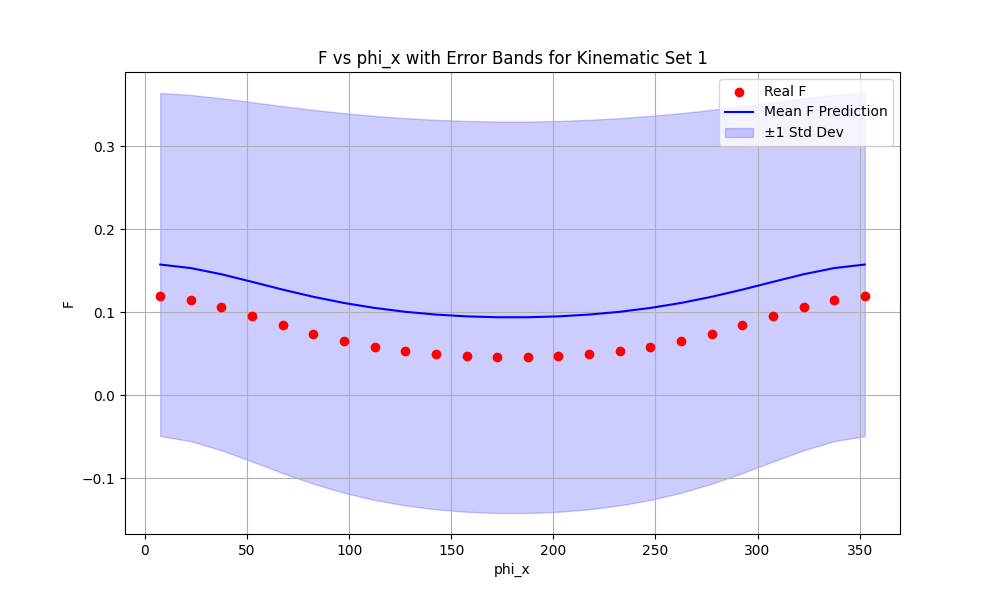 F vs phi_x with Error Bands for Kinematic Set 1
Real F
Mean F Prediction
±1 Std Dev
F
0.3
0.2
0.1
0.0
−0.1
0
50
100
150
200
250
300
350
phi_x